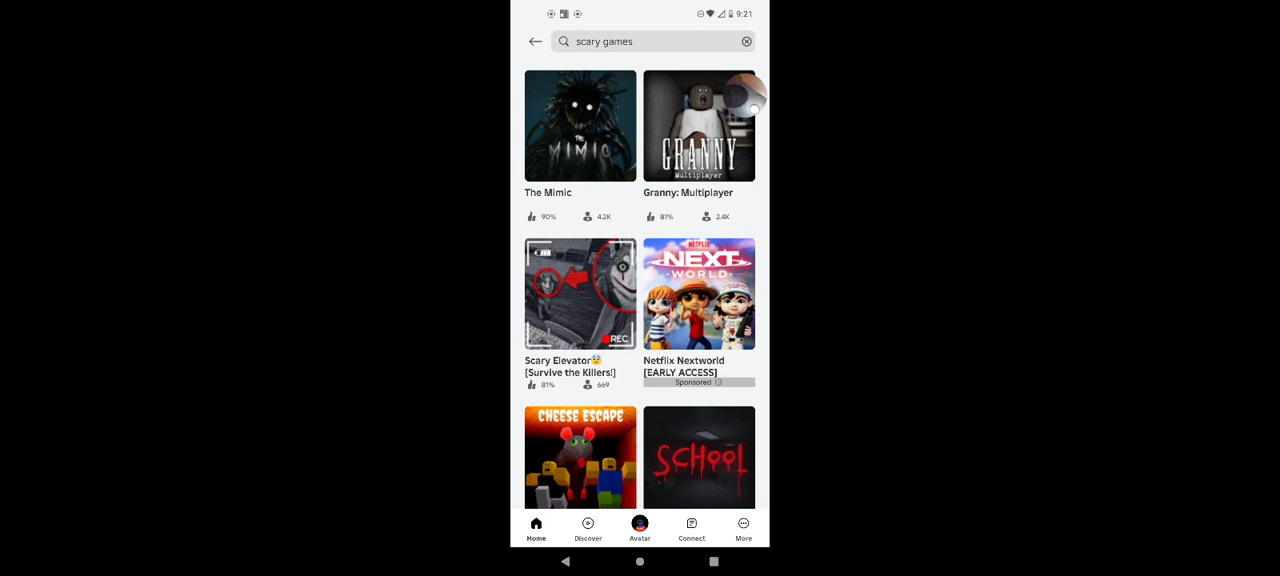 9:21
scary games
THE
MIMIC
GRANNY
Multiplayer
The Mimic
Granny: Multiplayer
90%
4.2K
81%
2.4K
REC
NETFLIX
NEXT
WORLD
Scary Elevator😨
[Survive the Killers!]
Netflix Nextworld
[EARLY ACCESS]
81%
669
Sponsored
CHEESE ESCAPE
SCHOOL
Home
Discover
Avatar
Connect
More